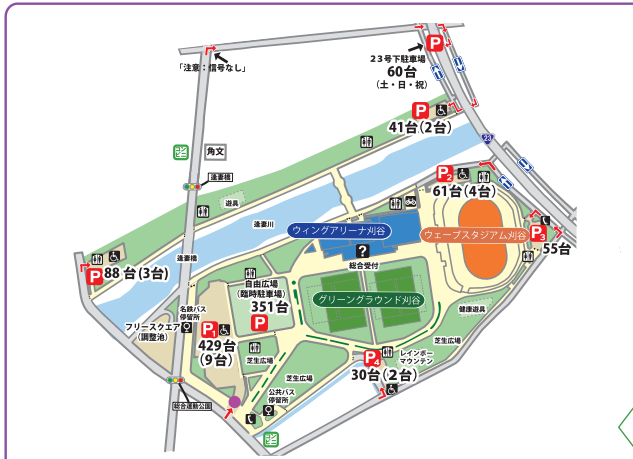 P
23号下駐車場
60台
(土・日・祝)
「注意：信号なし」
P
41台(2台)
23
角文
逢妻橋
遊具
P2
61台(4台)
逢妻川
ウィングアリーナ刈谷
ウェーブスタジアム刈谷
P3
55台
逢妻橋
?
総合受付
P
88台(3台)
自由広場
(臨時駐車場)
351台
P
グリーングラウンド刈谷
名鉄バス
停留所
フリースクエア
(調整池)
P1
429台
(9台)
健康遊具
芝生広場
芝生広場
レインボー
マウンテン
P4
30台(2台)
芝生広場
公共バス
停留所
総合運動公園